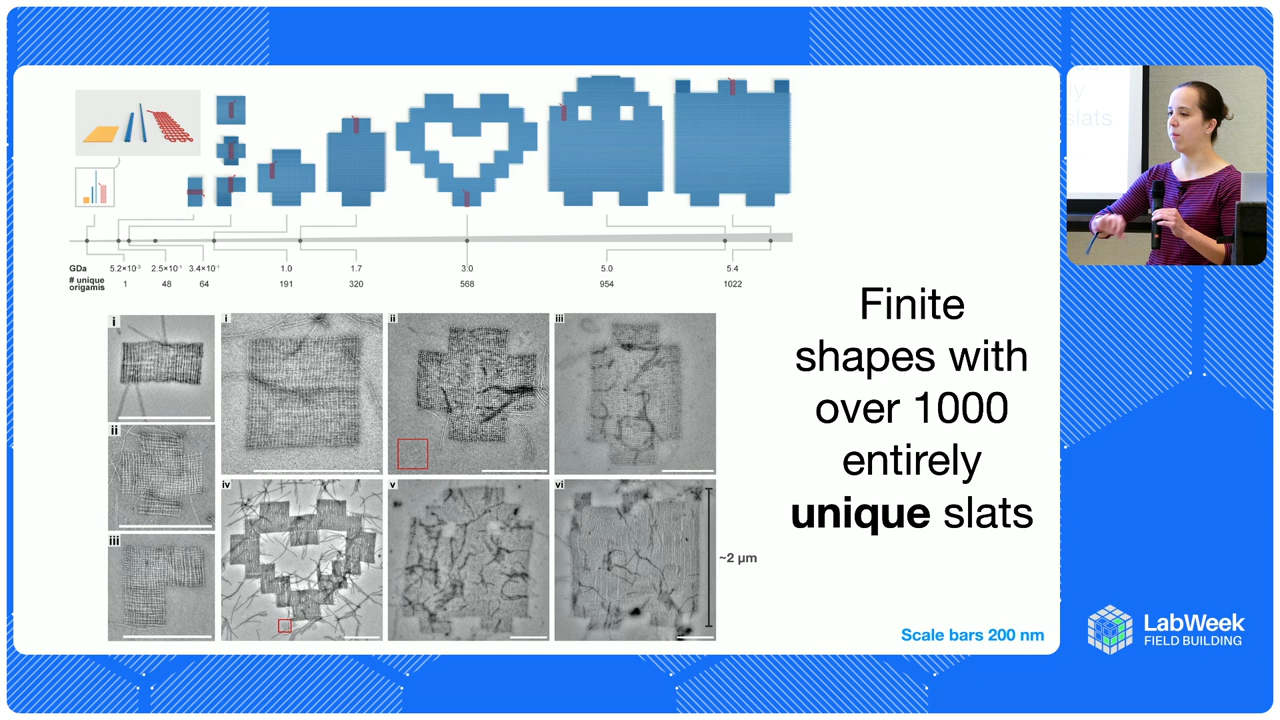 GDa 5.2×10⁻³ 2.5×10⁻¹ 3.4×10⁻¹ 1.0 1.7 3.0 5.0 5.4
# unique
origamis 1 48 64 191 320 568 954 1022
i
i
ii
iii
ii
iii
iv
v
vi
~2 µm
Finite
shapes with
over 1000
entirely
unique slats
Scale bars 200 nm
slats
LabWeek
FIELD BUILDING